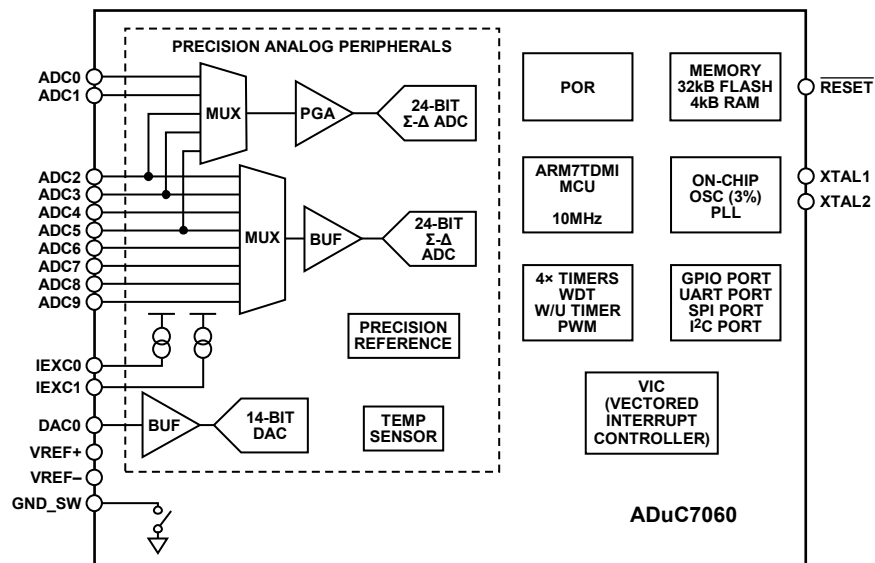 PRECISION ANALOG PERIPHERALS
ADC0
ADC1
MUX
PGA
24-BIT
Σ-Δ ADC
ADC2
ADC3
ADC4
ADC5
ADC6
ADC7
ADC8
ADC9
MUX
BUF
24-BIT
Σ-Δ
ADC
PRECISION
REFERENCE
IEXC0
IEXC1
DAC0
BUF
14-BIT
DAC
TEMP
SENSOR
VREF+
VREF–
GND_SW
POR
MEMORY
32kB FLASH
4kB RAM
RESET
ARM7TDMI
MCU
10MHz
ON-CHIP
OSC (3%)
PLL
XTAL1
XTAL2
4× TIMERS
WDT
W/U TIMER
PWM
GPIO PORT
UART PORT
SPI PORT
I²C PORT
VIC
(VECTORED
INTERRUPT
CONTROLLER)
ADuC7060